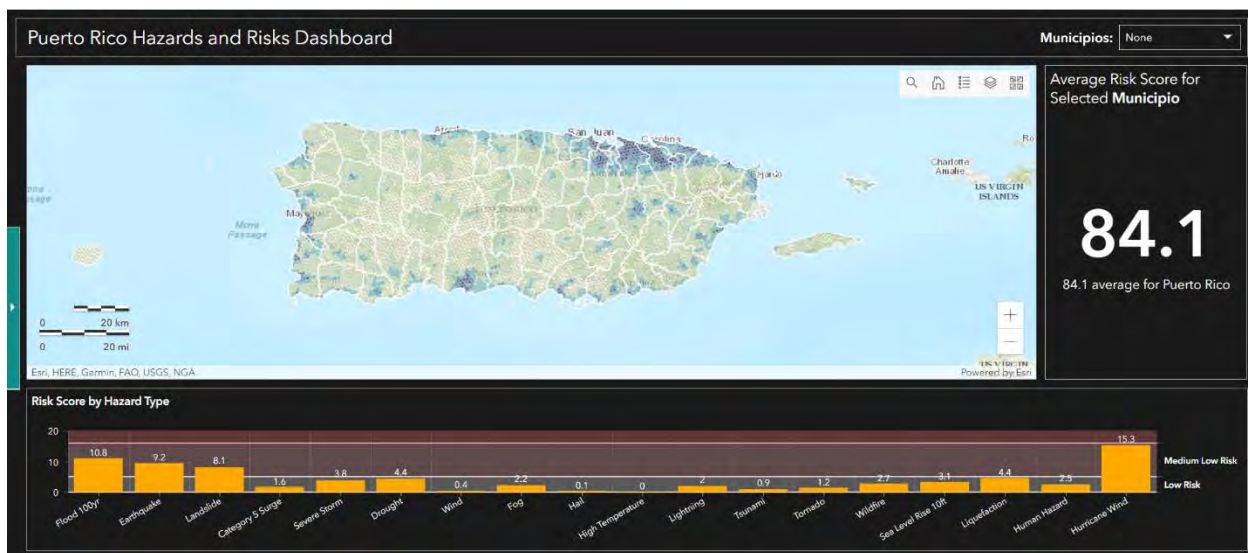 Puerto Rico Hazards and Risks Dashboard
Municipios: None
San Juan
Carolina
Charlotte
Amalie
US VIRGIN
ISLANDS
Mona
Passage
0 20 km
0 20 mi
Esri, HERE, Garmin, FAO, USGS, NGA
Powered by Esri
Average Risk Score for
Selected Municipio
84.1
84.1 average for Puerto Rico
Risk Score by Hazard Type
20
10
0
10.8
9.2
8.1
1.6
3.8
4.4
0.4
2.2
0.1
0
2
0.9
1.2
2.7
3.1
4.4
2.5
15.3
Medium Low Risk
Low Risk
Flood 100yr
Earthquake
Landslide
Category 5 Surge
Severe Storm
Drought
Wind
Fog
Hail
High Temperature
Lightning
Tsunami
Tornado
Wildfire
Sea Level Rise 10ft
Liquefaction
Human Hazard
Hurricane Wind